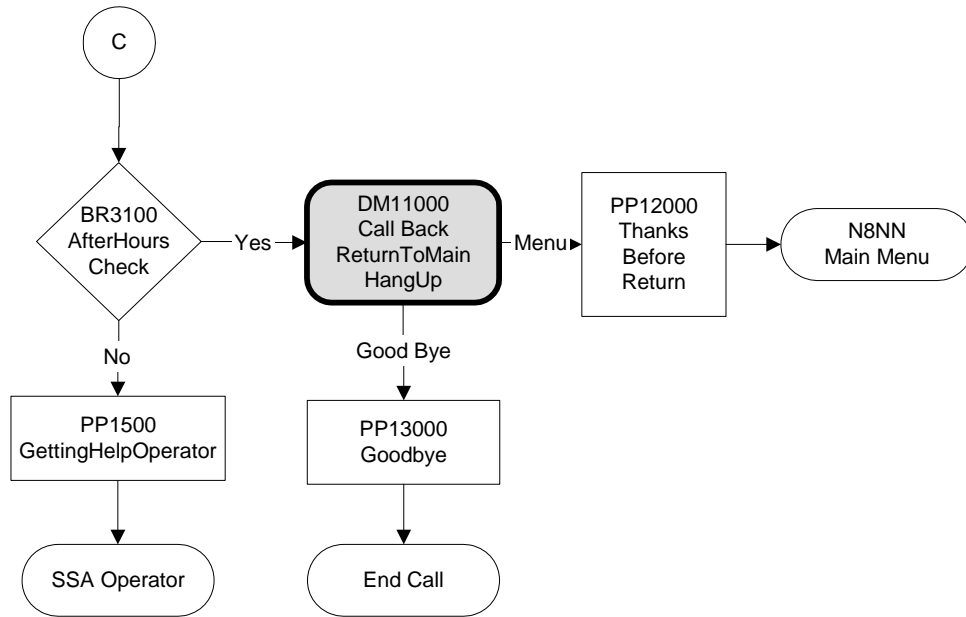 C
BR3100
AfterHours
Check
Yes
DM11000
Call Back
ReturnToMain
HangUp
Menu
PP12000
Thanks
Before
Return
N8NN
Main Menu
No
Good Bye
PP1500
GettingHelpOperator
PP13000
Goodbye
SSA Operator
End Call